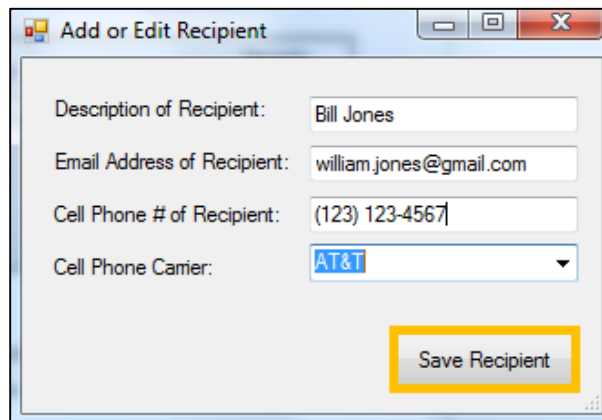 Add or Edit Recipient
Description of Recipient: Bill Jones
Email Address of Recipient: william.jones@gmail.com
Cell Phone # of Recipient: (123) 123-4567
Cell Phone Carrier: AT&T
Save Recipient